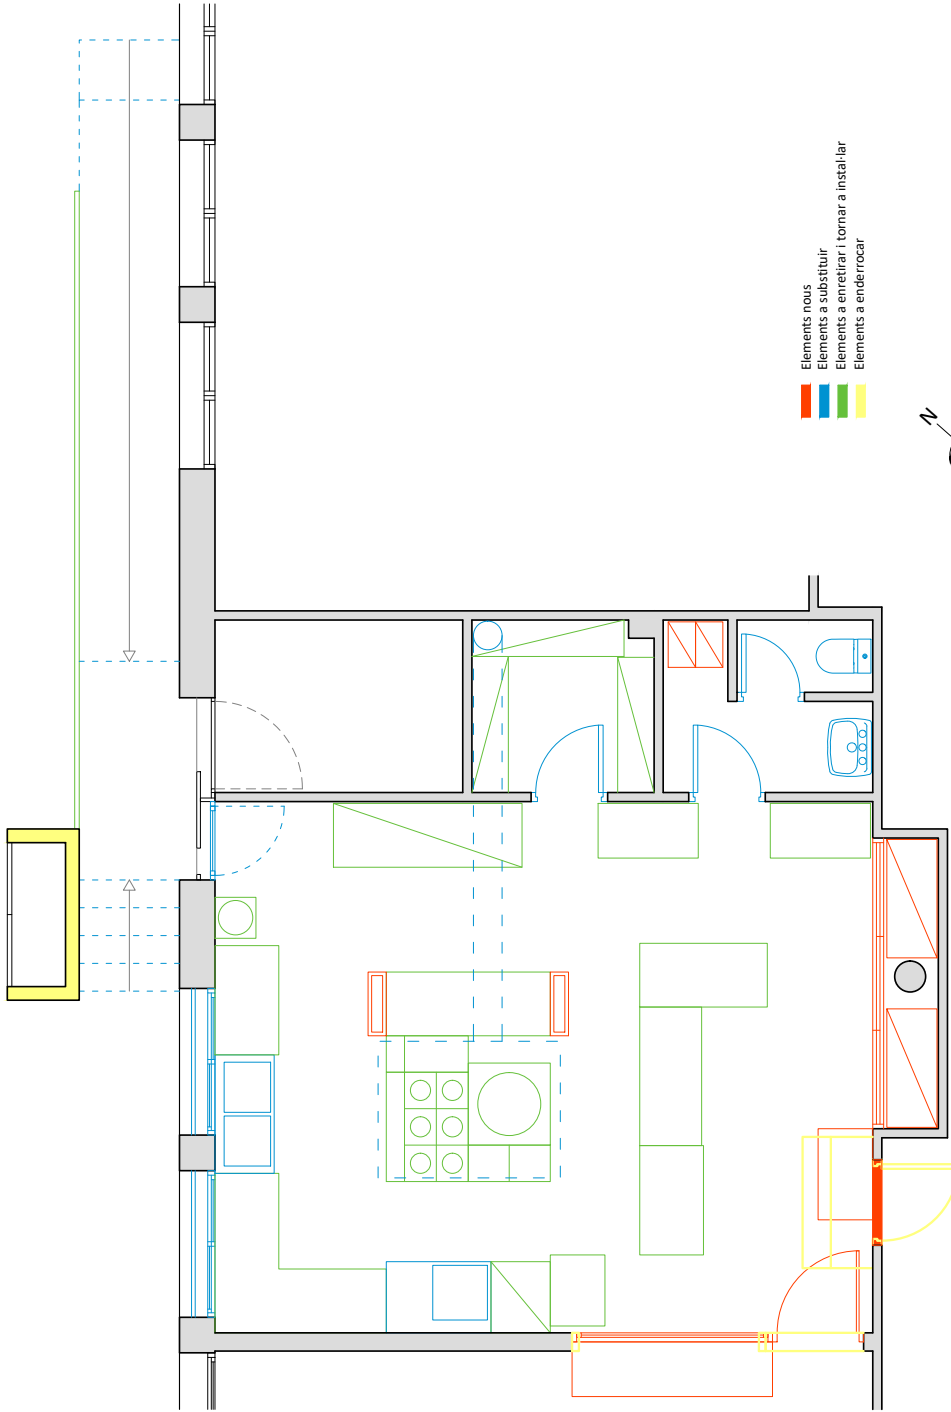 Elements nous
Elements a substituir
Elements a enretirar i tornar a instal·lar
Elements a enderrocar
N